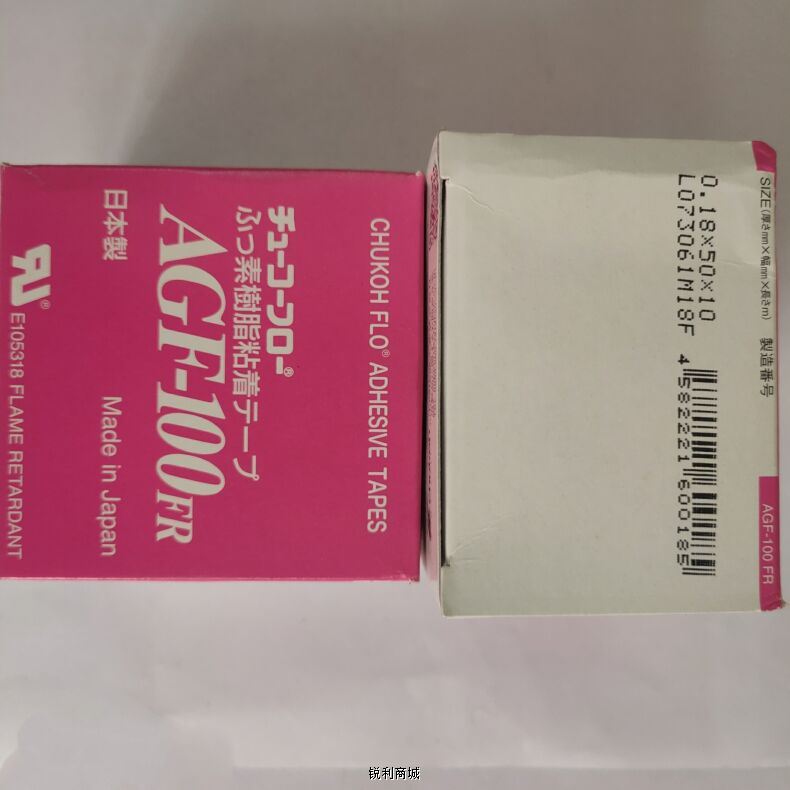 CHUKOH FLO® ADHESIVE TAPES
チューコーフロー®
ふっ素樹脂粘着テープ
AGF-100FR
日本製 Made in Japan
E105318 FLAME RETARDANT
SIZE(厚さmm×幅mm×長さm) 製造番号
AGF-100 FR
0.18×50×10
L073061M18F
4582221600185
锐利商城